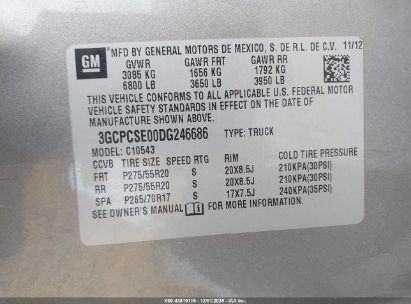 GM
MFD BY GENERAL MOTORS DE MEXICO, S. DE R.L. DE C.V. 11/12
GVWR GAWR FRT GAWR RR
3085 KG 1656 KG 1792 KG
6800 LB 3650 LB 3950 LB
THIS VEHICLE CONFORMS TO ALL APPLICABLE U.S. FEDERAL MOTOR
VEHICLE SAFETY STANDARDS IN EFFECT ON THE DATE OF
MANUFACTURE SHOWN ABOVE.
3GCPCSE00DG246686 TYPE: TRUCK
MODEL: C10543
CCVB TIRE SIZE SPEED RTG RIM COLD TIRE PRESSURE
FRT P275/55R20 S 20X8.5J 210KPA(30PSI)
RR P275/55R20 S 20X8.5J 210KPA(30PSI)
SPA P265/70R17 S 17X7.5J 240KPA(35PSI)
SEE OWNER'S MANUAL FOR MORE INFORMATION.